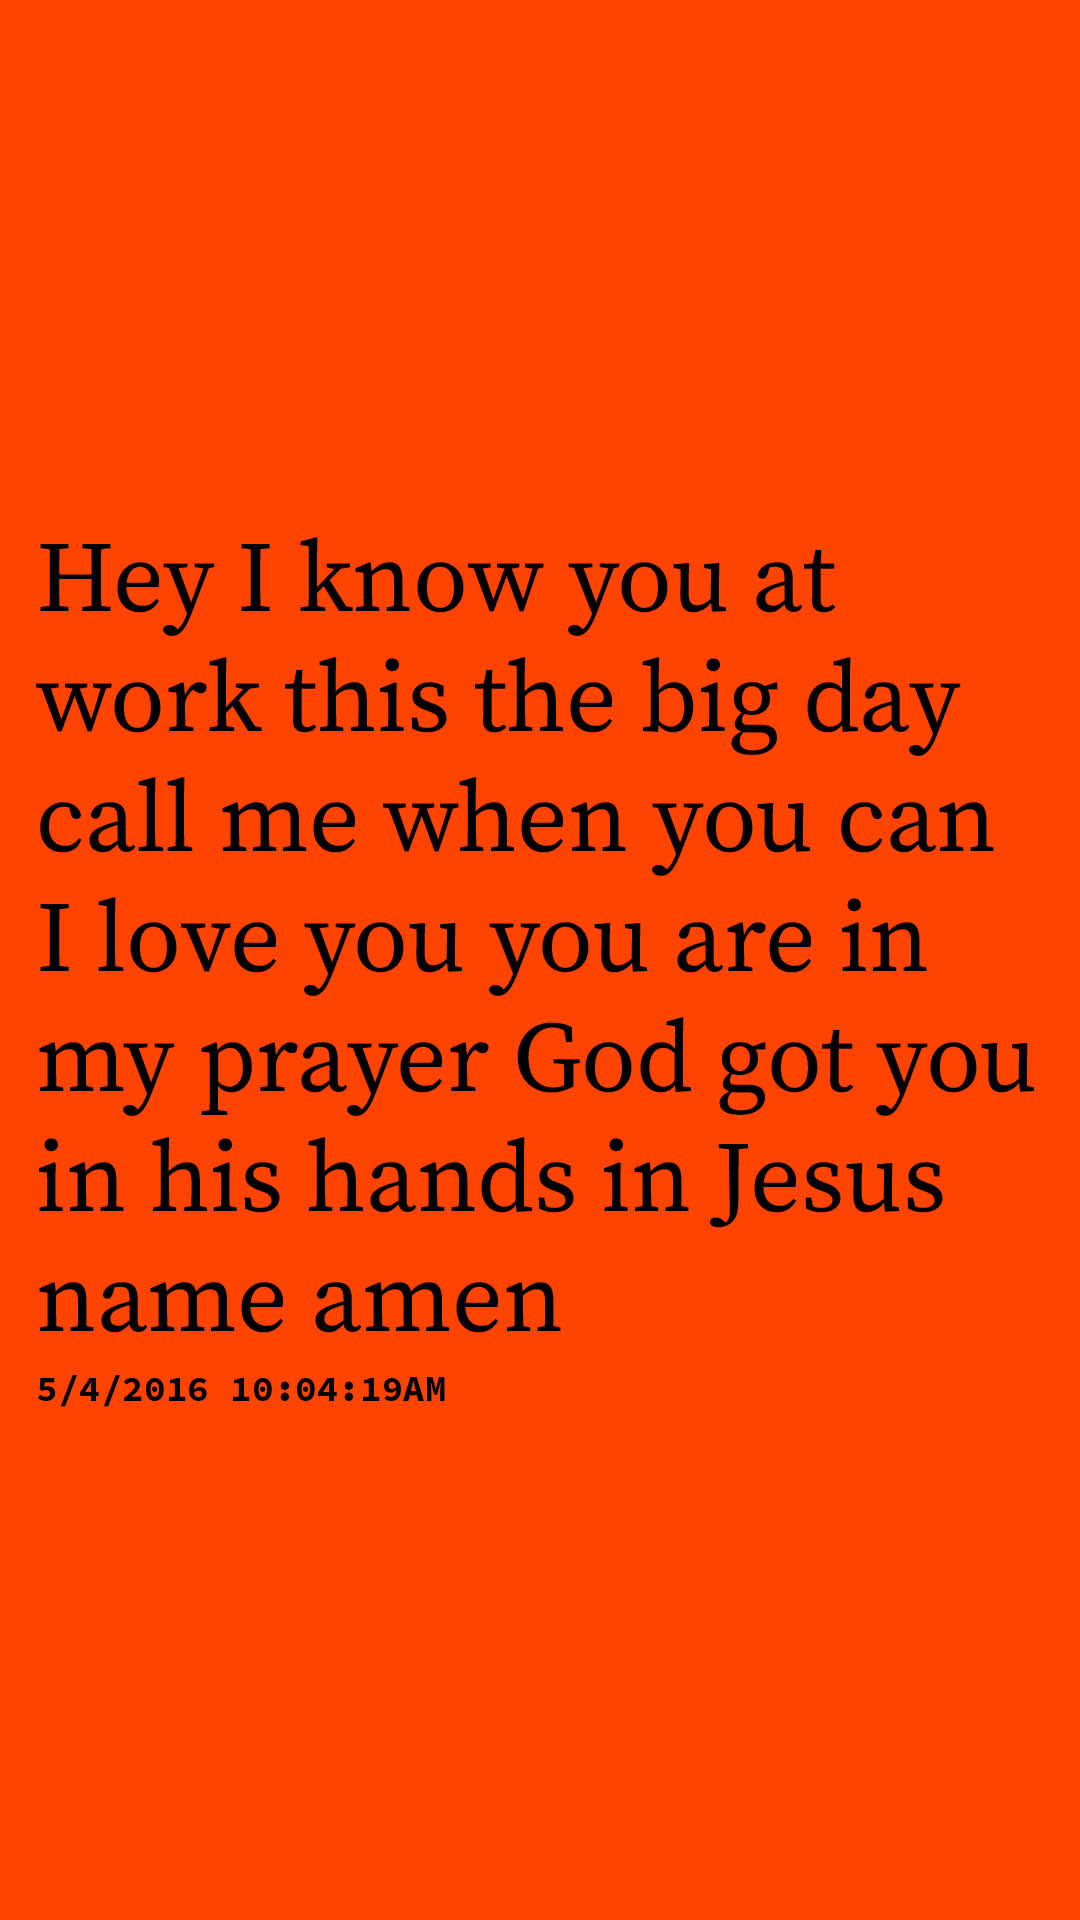 Hey I know you at
work this the big day
call me when you can
I love you you are in
my prayer God got you
in his hands in Jesus
name amen
5/4/2016 10:04:19AM